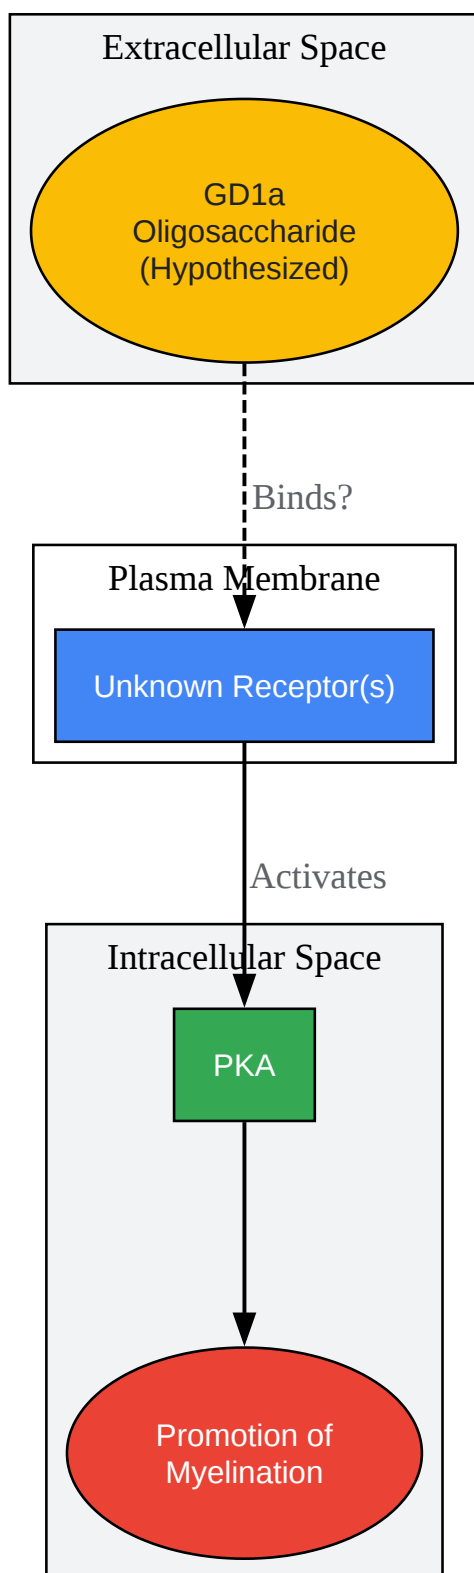 Extracellular Space
GD1a
Oligosaccharide
(Hypothesized)
Binds?
Plasma Membrane
Unknown Receptor(s)
Activates
Intracellular Space
PKA
Promotion of
Myelination